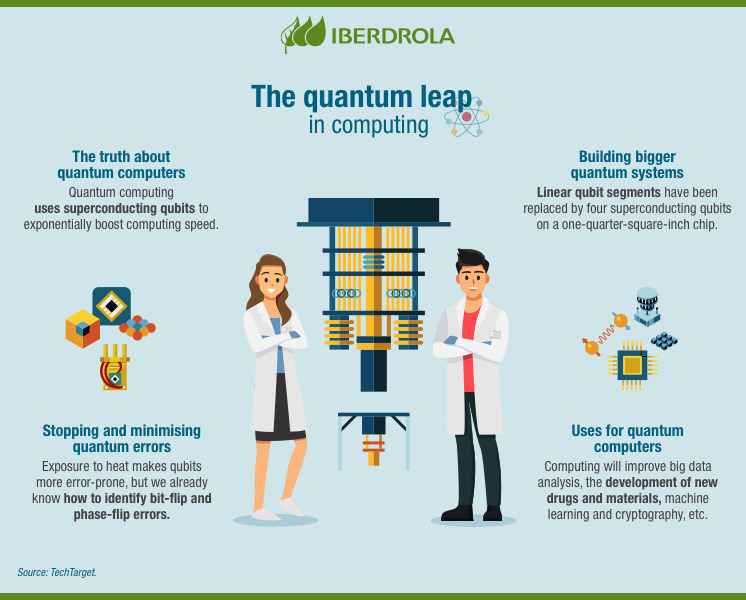 IBERDROLA
The quantum leap
in computing
The truth about
quantum computers
Quantum computing
uses superconducting qubits to
exponentially boost computing speed.
Building bigger
quantum systems
Linear qubit segments have been
replaced by four superconducting qubits
on a one-quarter-square-inch chip.
Stopping and minimising
quantum errors
Exposure to heat makes qubits
more error-prone, but we already
know how to identify bit-flip and
phase-flip errors.
Uses for quantum
computers
Computing will improve big data
analysis, the development of new
drugs and materials, machine
learning and cryptography, etc.
Source: TechTarget.